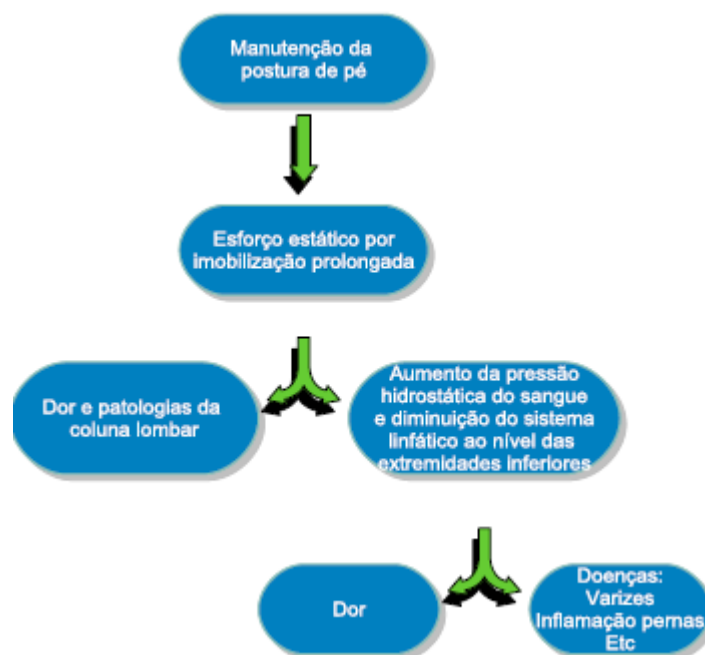 Manutenção da
postura de pé
Esforço estático por
imobilização prolongada
Dor e patologias da
coluna lombar
Aumento da pressão
hidrostática do sangue
e diminuição do sistema
linfático ao nível das
extremidades inferiores
Dor
Doenças:
Varizes
Inflamação pernas
Etc